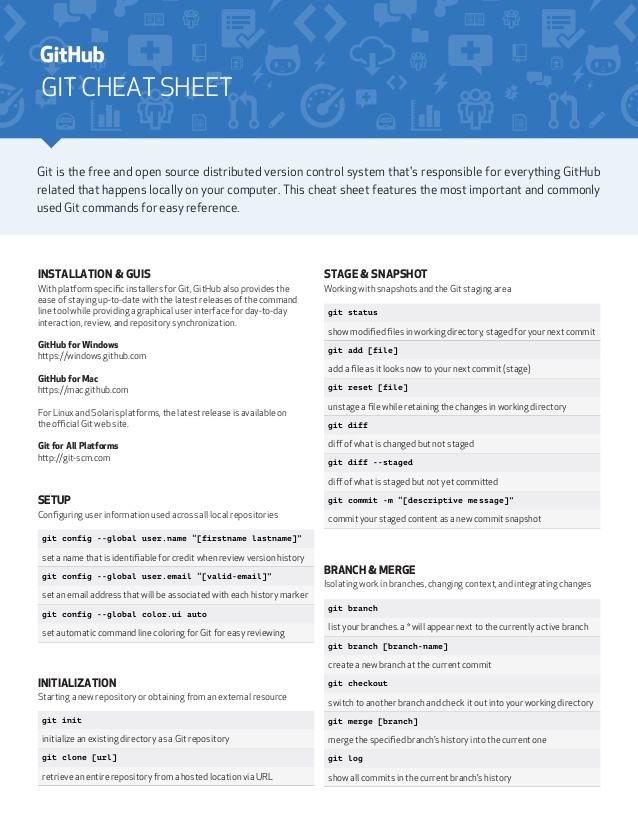 GitHub
GIT CHEAT SHEET
Git is the free and open source distributed version control system that's responsible for everything GitHub
related that happens locally on your computer. This cheat sheet features the most important and commonly
used Git commands for easy reference.
INSTALLATION & GUIS
With platform specific installers for Git, GitHub also provides the
ease of staying up-to-date with the latest releases of the command
line tool while providing a graphical user interface for day-to-day
interaction, review, and repository synchronization.
GitHub for Windows
https://windows.github.com
GitHub for Mac
https://mac.github.com
For Linux and Solaris platforms, the latest release is available on
the official Git web site.
Git for All Platforms
http://git-scm.com
SETUP
Configuring user information used across all local repositories
git config --global user.name "[firstname lastname]"
set a name that is identifiable for credit when review version history
git config --global user.email "[valid-email]"
set an email address that will be associated with each history marker
git config --global color.ui auto
set automatic command line coloring for Git for easy reviewing
INITIALIZATION
Starting a new repository or obtaining from an external resource
git init
initialize an existing directory as a Git repository
git clone [url]
retrieve an entire repository from a hosted location via URL
STAGE & SNAPSHOT
Working with snapshots and the Git staging area
git status
show modified files in working directory, staged for your next commit
git add [file]
add a file as it looks now to your next commit (stage)
git reset [file]
unstage a file while retaining the changes in working directory
git diff
diff of what is changed but not staged
git diff --staged
diff of what is staged but not yet committed
git commit -m "[descriptive message]"
commit your staged content as a new commit snapshot
BRANCH & MERGE
Isolating work in branches, changing context, and integrating changes
git branch
list your branches. a * will appear next to the currently active branch
git branch [branch-name]
create a new branch at the current commit
git checkout
switch to another branch and check it out into your working directory
git merge [branch]
merge the specified branch's history into the current one
git log
show all commits in the current branch's history